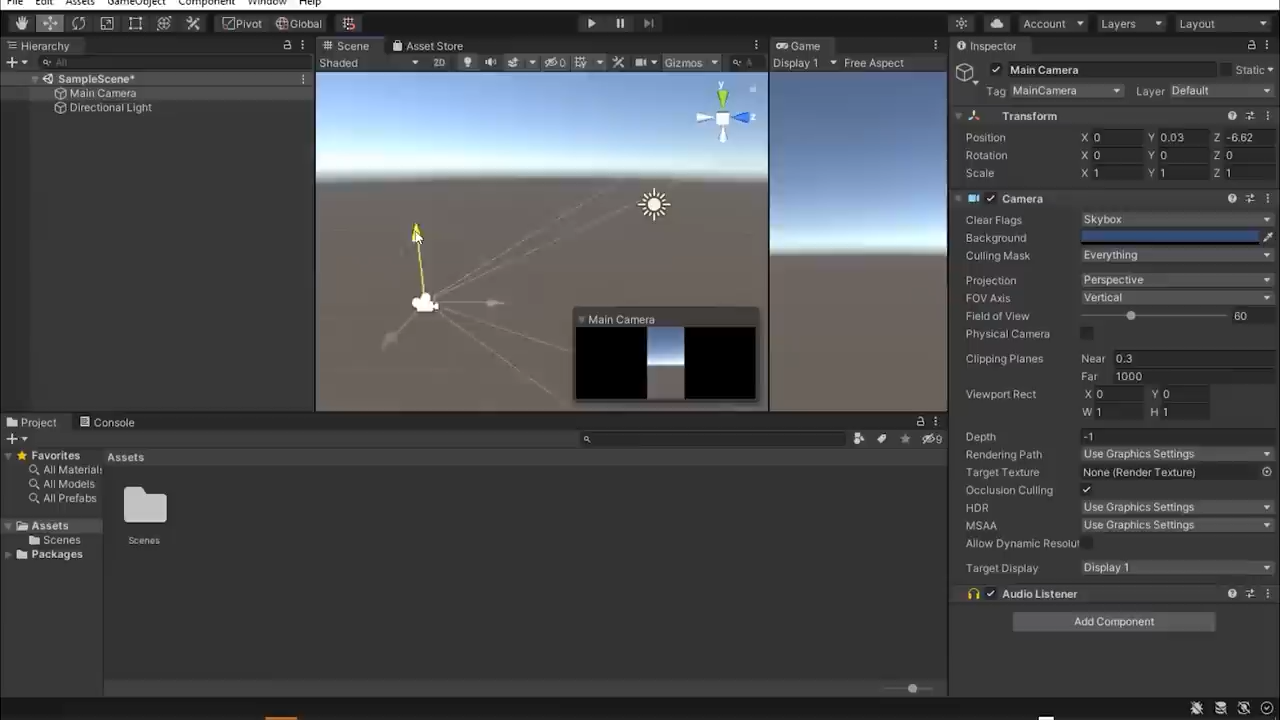 File Edit Assets GameObject Component Window Help
Pivot Global Account Layers Layout
Hierarchy Scene Asset Store Game Inspector
All Shaded 2D 0 Gizmos A Display 1 Free Aspect
SampleScene*
Main Camera
Directional Light
y
z
Main Camera
Main Camera Static
Tag MainCamera Layer Default
Transform
Position X 0 Y 0.03 Z -6.62
Rotation X 0 Y 0 Z 0
Scale X 1 Y 1 Z 1
Camera
Clear Flags Skybox
Background
Culling Mask Everything
Projection Perspective
FOV Axis Vertical
Field of View 60
Physical Camera
Clipping Planes Near 0.3
Far 1000
Viewport Rect X 0 Y 0
W 1 H 1
Depth -1
Rendering Path Use Graphics Settings
Target Texture None (Render Texture)
Occlusion Culling
HDR Use Graphics Settings
MSAA Use Graphics Settings
Allow Dynamic Resolut
Target Display Display 1
Audio Listener
Add Component
Project Console
9
Favorites
All Materials
All Models
All Prefabs
Assets
Scenes
Packages
Assets
Scenes